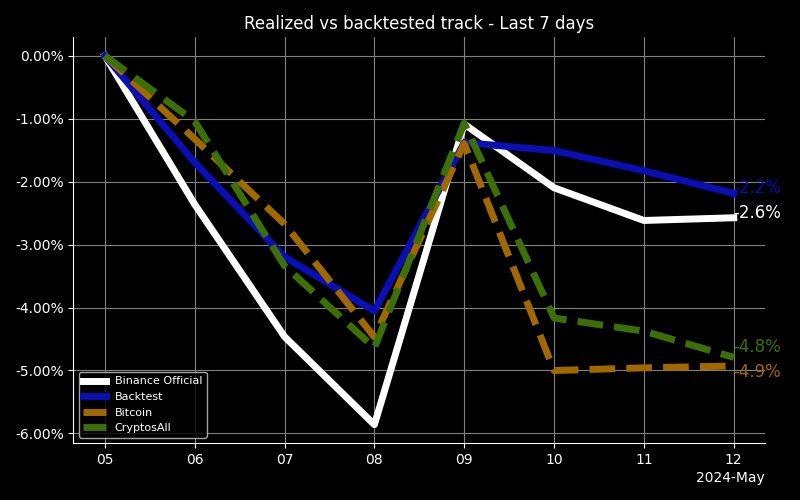 Realized vs backtested track - Last 7 days
0.00%
-1.00%
-2.00%
-3.00%
-4.00%
-5.00%
-6.00%
-2.2%
-2.6%
-4.8%
-4.9%
Binance Official
Backtest
Bitcoin
CryptosAll
05 06 07 08 09 10 11 12
2024-May